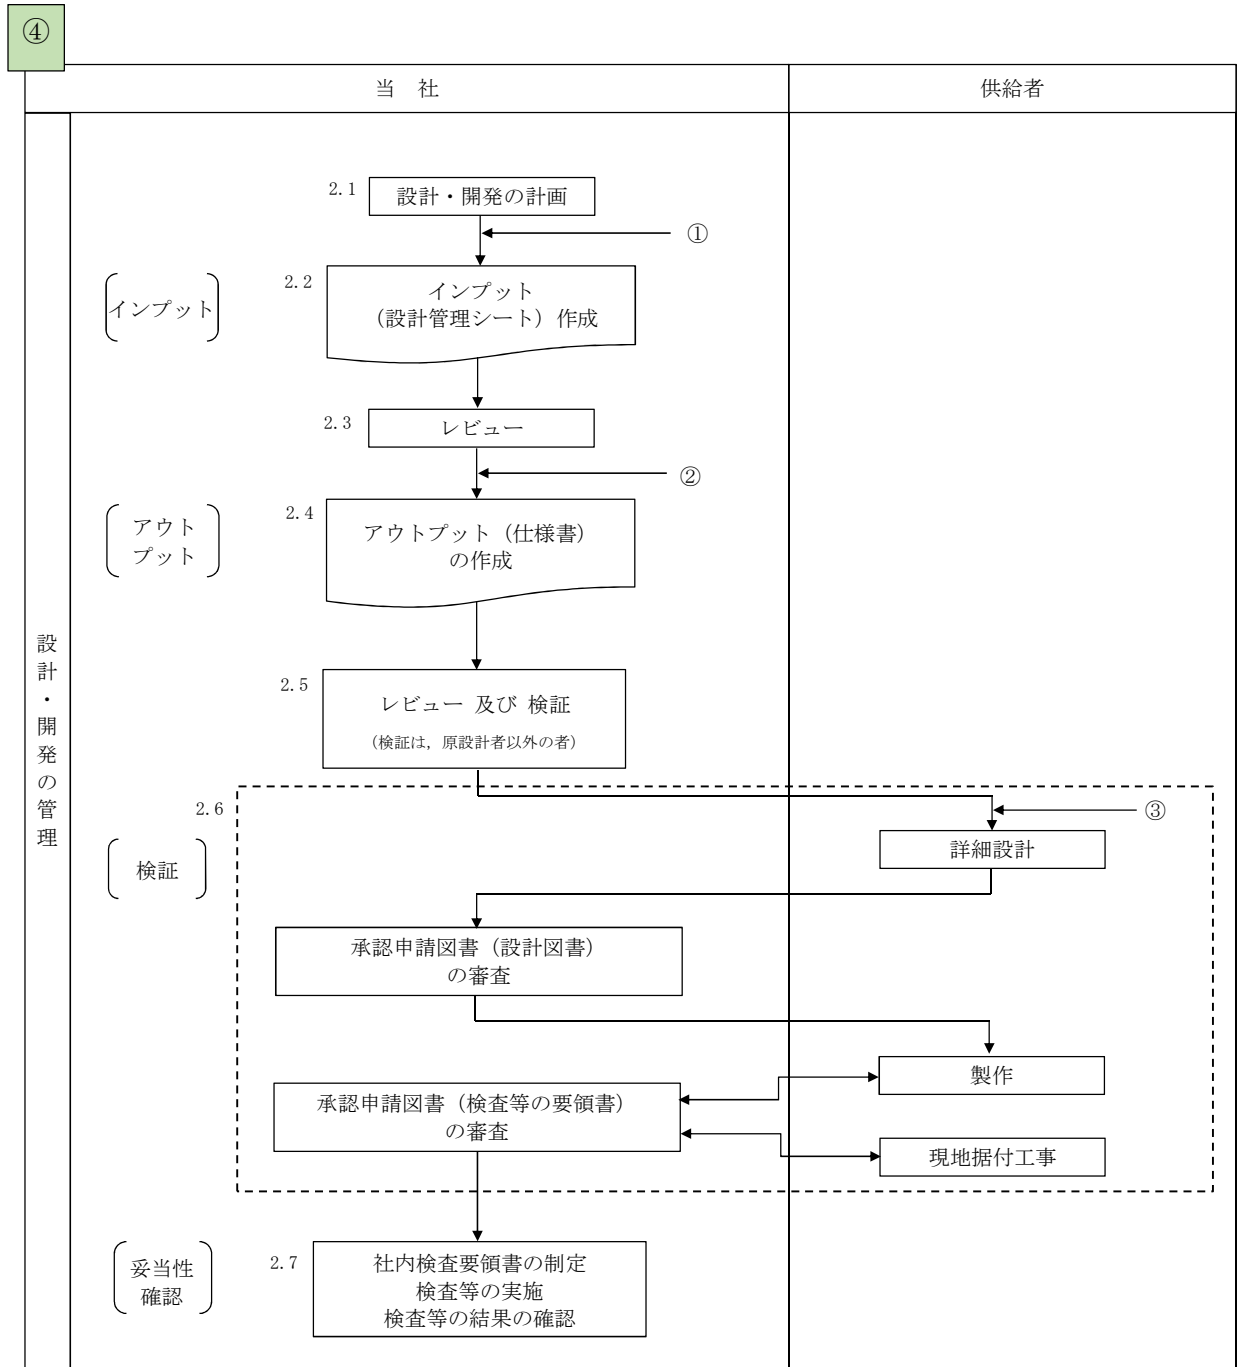 ④
当 社
供給者
設計・開発の管理
2.1
設計・開発の計画
①
2.2
インプット
インプット
(設計管理シート) 作成
2.3
レビュー
②
2.4
アウト
プット
アウトプット (仕様書)
の作成
2.5
レビュー 及び 検証
(検証は，原設計者以外の者)
2.6
③
検証
詳細設計
承認申請図書 (設計図書)
の審査
製作
承認申請図書 (検査等の要領書)
の審査
現地据付工事
2.7
妥当性
確認
社内検査要領書の制定
検査等の実施
検査等の結果の確認